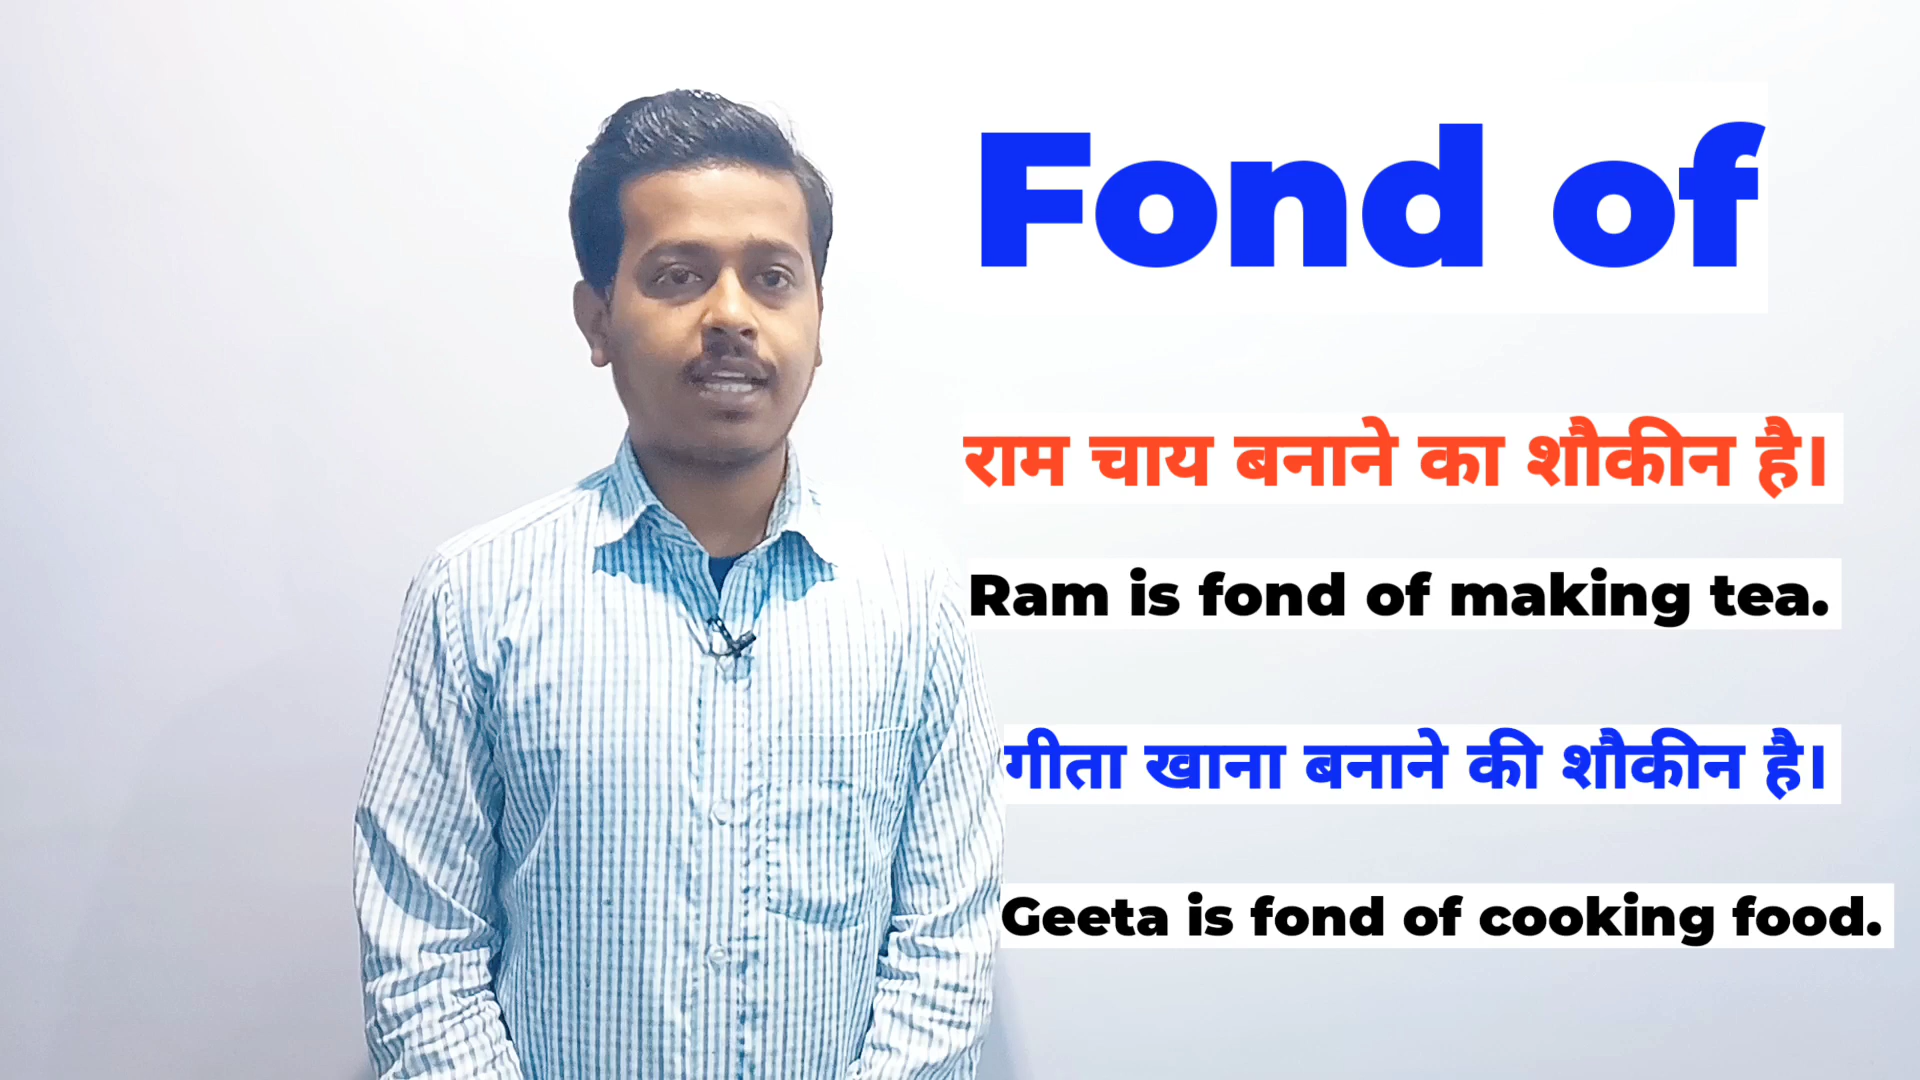 Fond of
राम चाय बनाने का शौकीन है।
Ram is fond of making tea.
गीता खाना बनाने की शौकीन है।
Geeta is fond of cooking food.